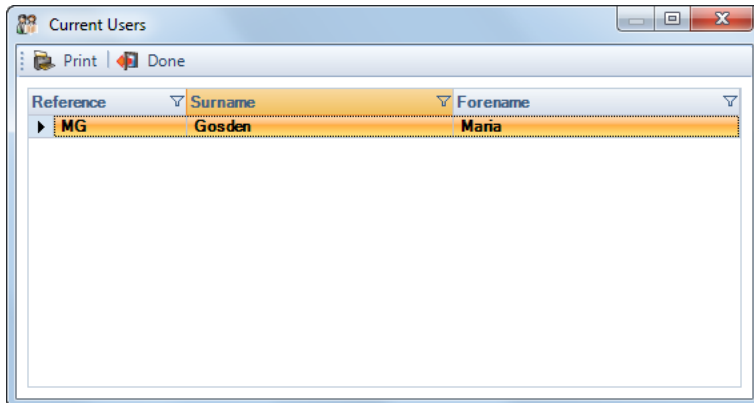 Current Users
Print Done
Reference Surname Forename
MG Gosden Maria